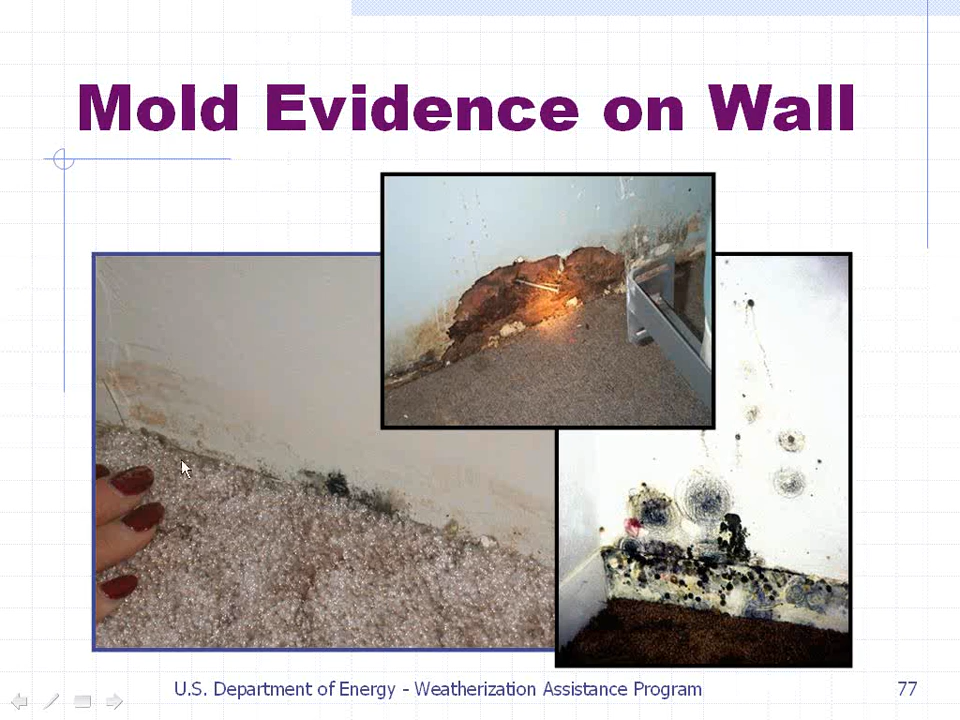 Mold Evidence on Wall
U.S. Department of Energy - Weatherization Assistance Program
77